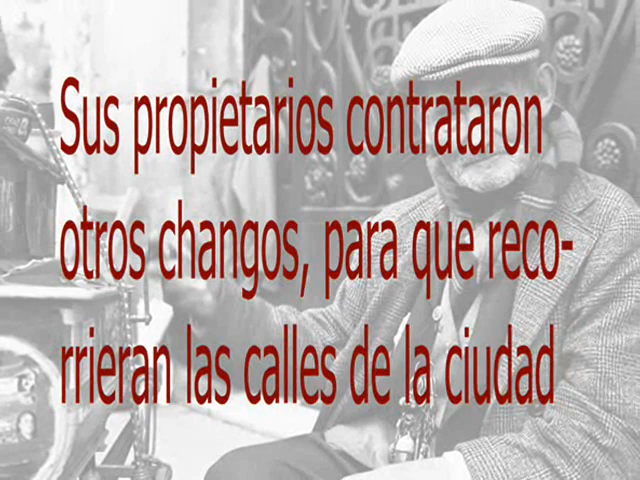 Sus propietarios contrataron
otros changos, para que reco-
rrieran las calles de la ciudad